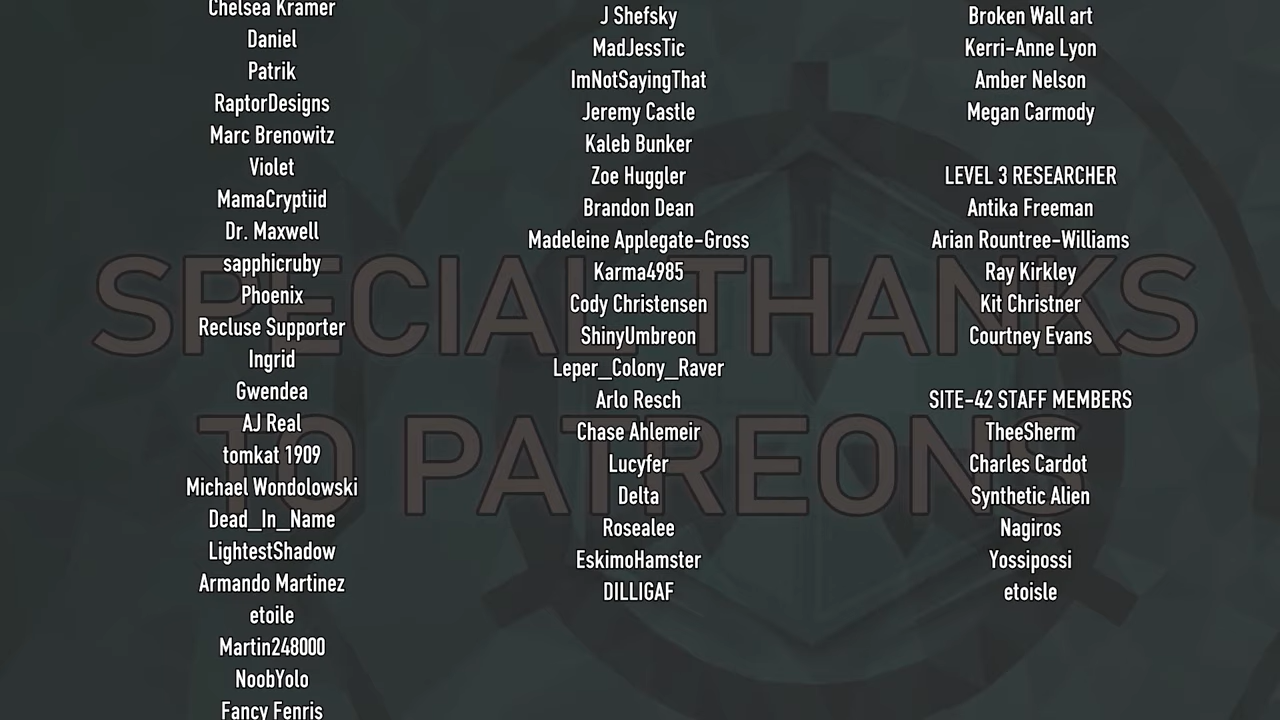 Chelsea Kramer
Daniel
Patrik
RaptorDesigns
Marc Brenowitz
Violet
MamaCryptiid
Dr. Maxwell
sapphicruby
Phoenix
Recluse Supporter
Ingrid
Gwendea
AJ Real
tomkat 1909
Michael Wondolowski
Dead_In_Name
LightestShadow
Armando Martinez
etoile
Martin248000
NoobYolo
Fancy Fenris
J Shefsky
MadJessTic
ImNotSayingThat
Jeremy Castle
Kaleb Bunker
Zoe Huggler
Brandon Dean
Madeleine Applegate-Gross
Karma4985
Cody Christensen
ShinyUmbreon
Leper_Colony_Raver
Arlo Resch
Chase Ahlemeir
Lucyfer
Delta
Rosealee
EskimoHamster
DILLIGAF
Broken Wall art
Kerri-Anne Lyon
Amber Nelson
Megan Carmody
LEVEL 3 RESEARCHER
Antika Freeman
Arian Rountree-Williams
Ray Kirkley
Kit Christner
Courtney Evans
SITE-42 STAFF MEMBERS
TheeSherm
Charles Cardot
Synthetic Alien
Nagiros
Yossipossi
etoisle
SPECIAL THANKS
TO PATREONS